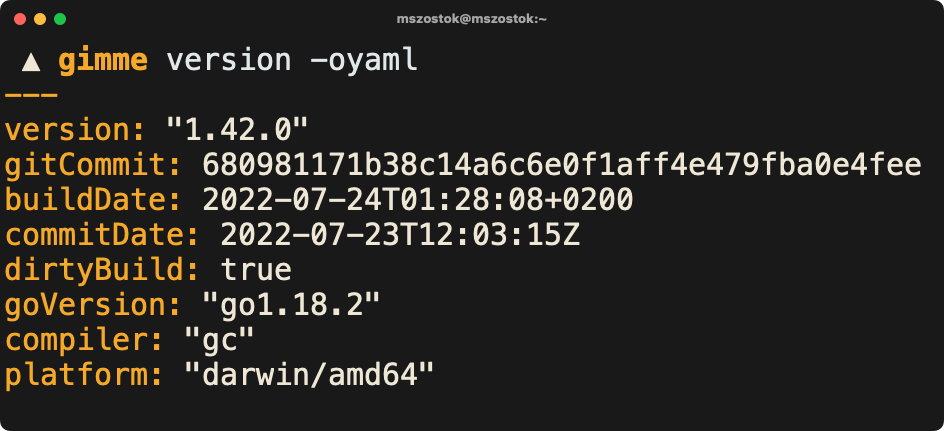 mszostok@mszostok:~
▲ gimme version -oyaml
---
version: "1.42.0"
gitCommit: 680981171b38c14a6c6e0f1aff4e479fba0e4fee
buildDate: 2022-07-24T01:28:08+0200
commitDate: 2022-07-23T12:03:15Z
dirtyBuild: true
goVersion: "go1.18.2"
compiler: "gc"
platform: "darwin/amd64"